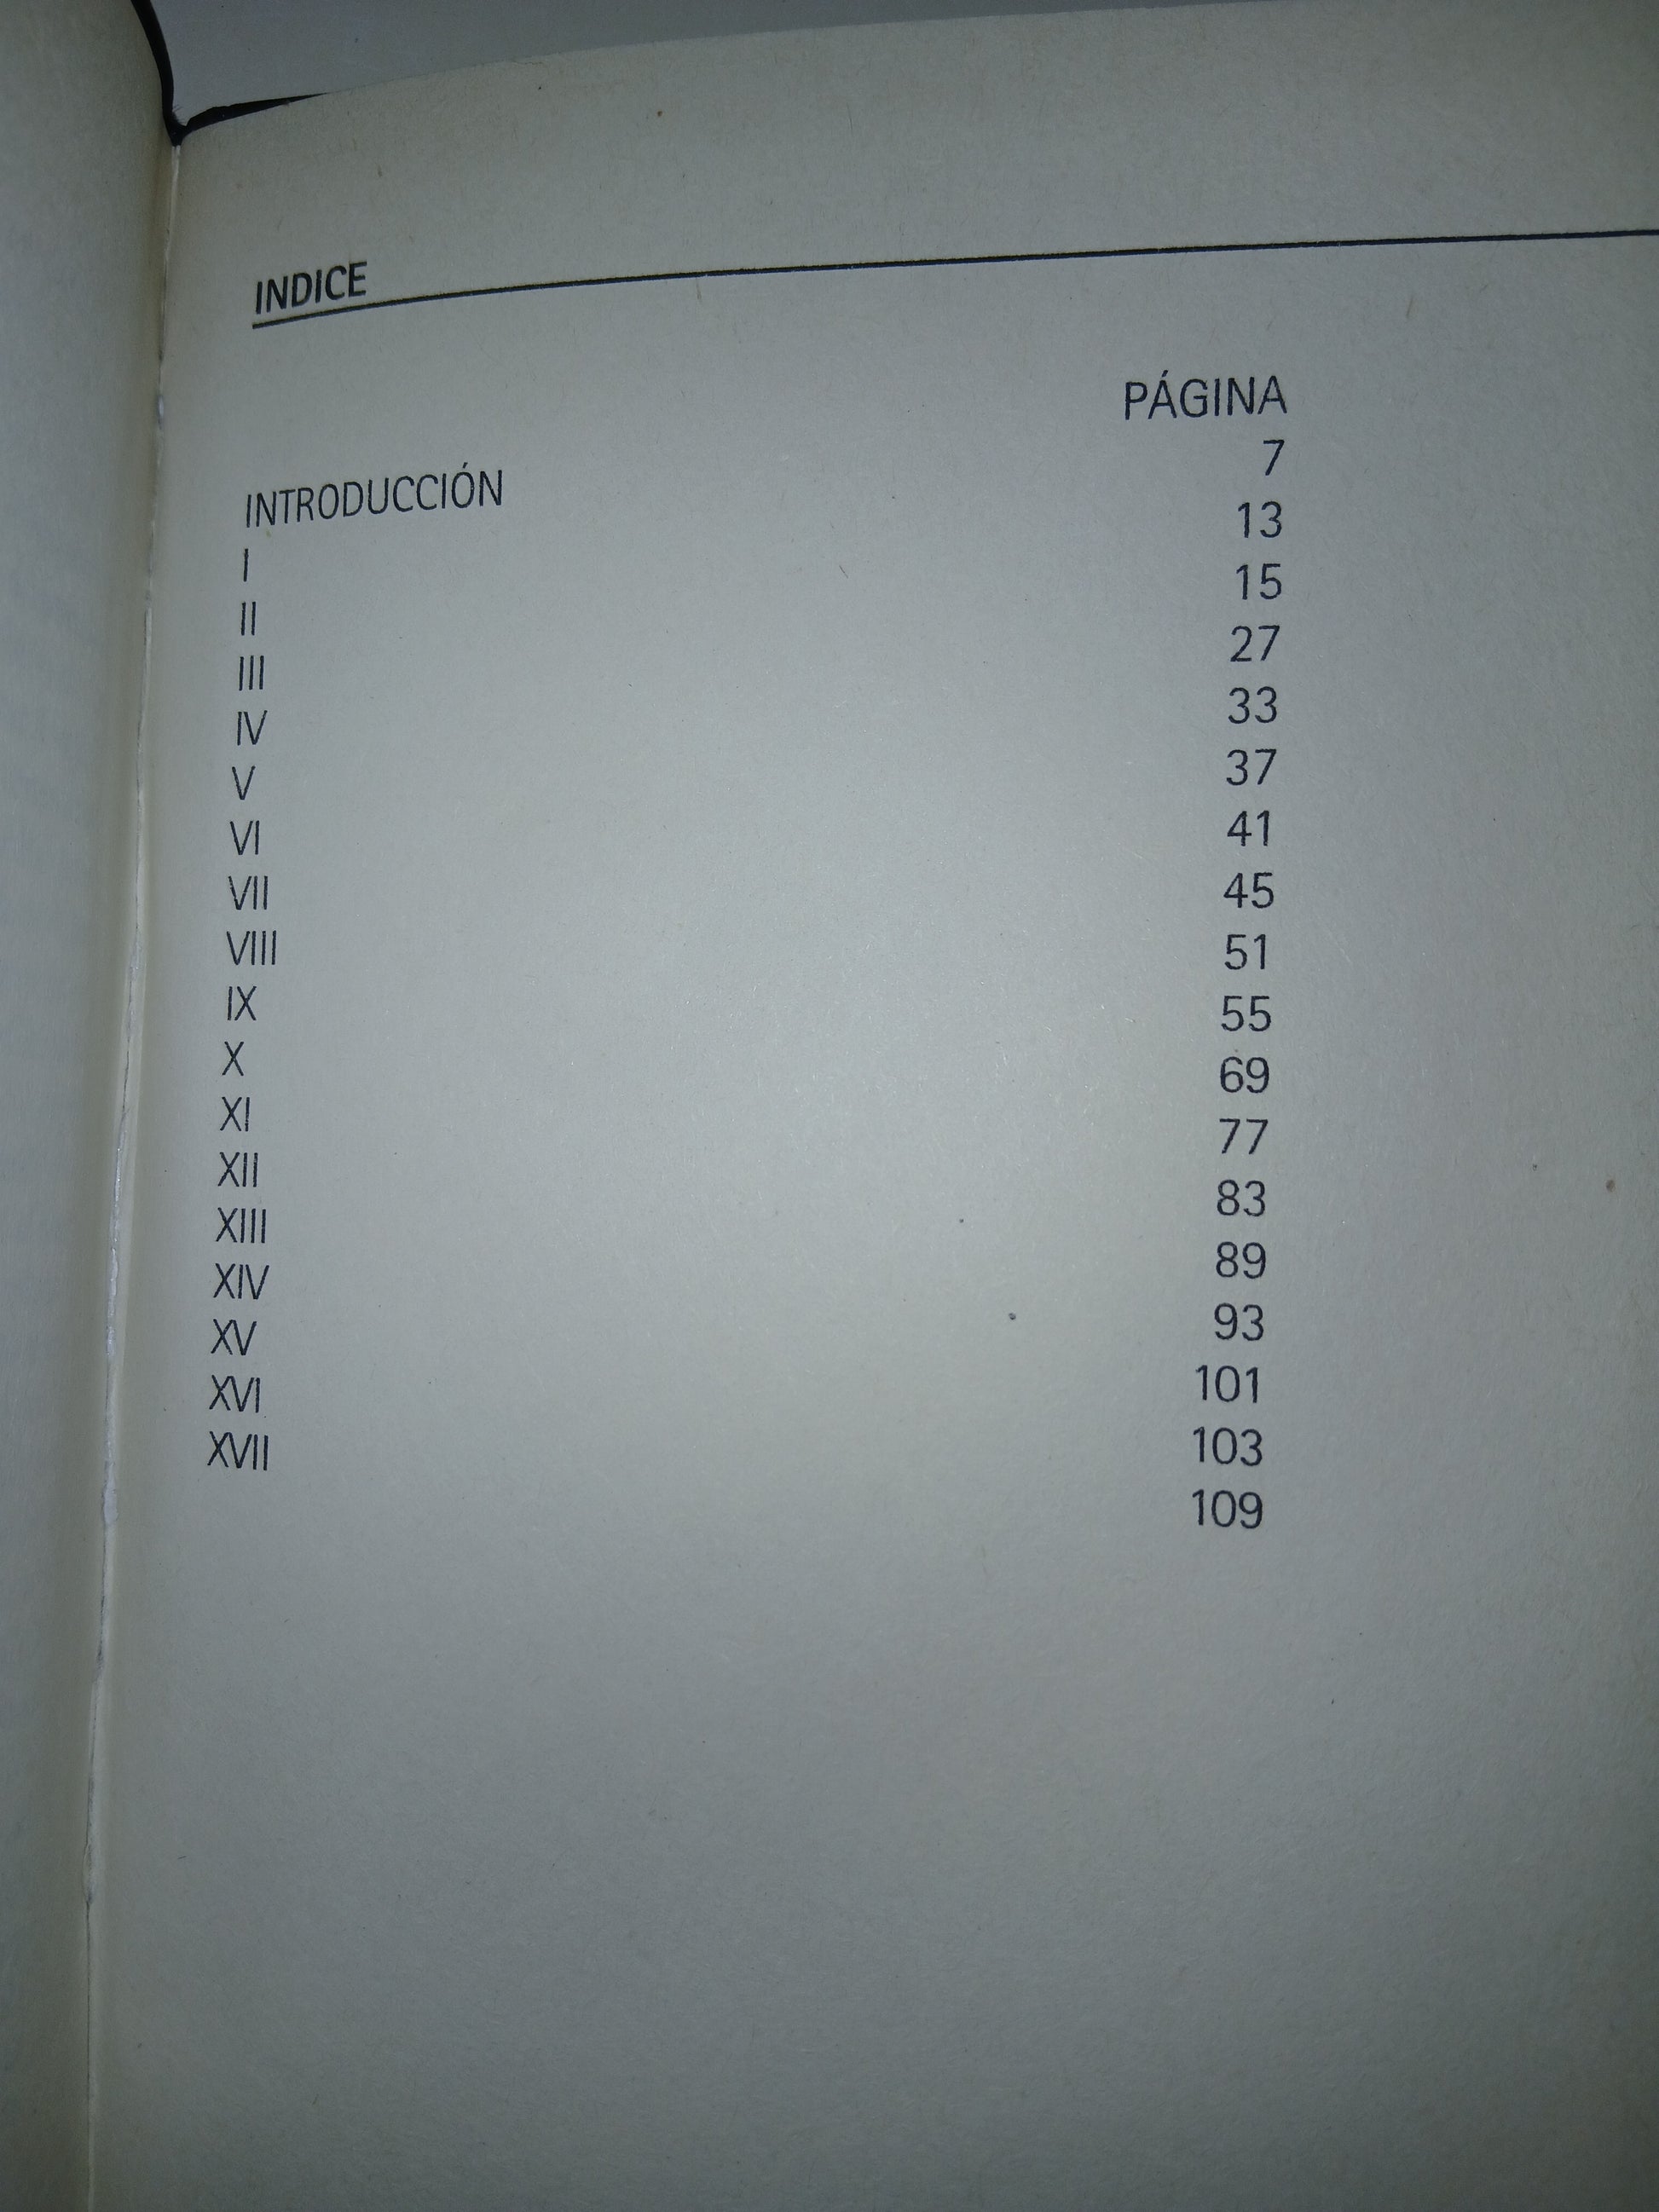 INDICE
PÁGINA
INTRODUCCIÓN 7
I 13
II 15
III 27
IV 33
V 37
VI 41
VII 45
VIII 51
IX 55
X 69
XI 77
XII 83
XIII 89
XIV 93
XV 101
XVI 103
XVII 109